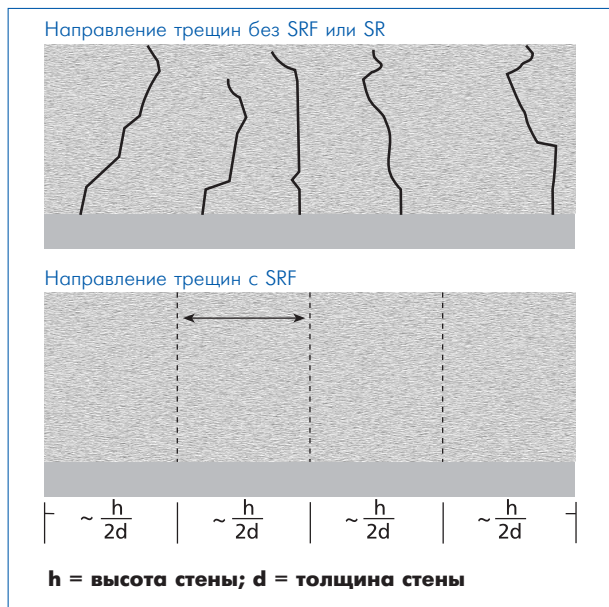 Направление трещин без SRF или SR
Направление трещин с SRF
~ h/2d ~ h/2d ~ h/2d ~ h/2d
h = высота стены; d = толщина стены